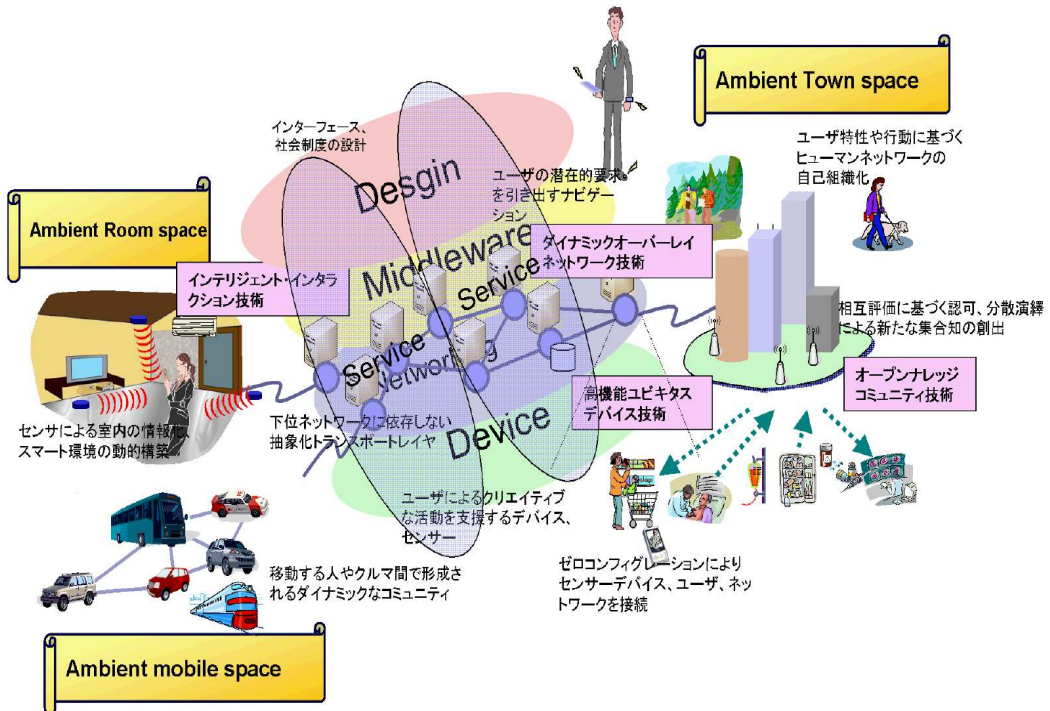 Ambient Town space
インターフェース、
社会制度の設計
ユーザ特性や行動に基づく
ヒューマンネットワークの
自己組織化
Desgin
ユーザの潜在的要求
を引き出すナビゲー
ション
Ambient Room space
Middleware
ダイナミックオーバーレイ
ネットワーク技術
インテリジェント・インタラ
クション技術
Service
Service
Networking
相互評価に基づく認可、分散演繹
による新たな集合知の創出
高機能ユビキタス
デバイス技術
オープンナレッジ
コミュニティ技術
Device
下位ネットワークに依存しない
抽象化トランスポートレイヤ
センサによる室内の情報化、
スマート環境の動的構築
ユーザによるクリエイティブ
な活動を支援するデバイス、
センサー
ゼロコンフィグレーションにより
センサーデバイス、ユーザ、ネッ
トワークを接続
移動する人やクルマ間で形成さ
れるダイナミックなコミュニティ
Ambient mobile space